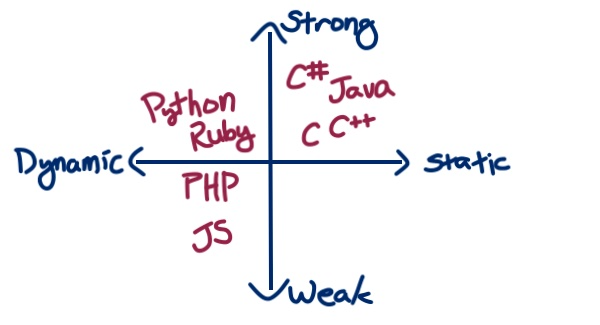 Strong
C# Java
Python
Ruby
C C++
Dynamic
static
PHP
JS
Weak